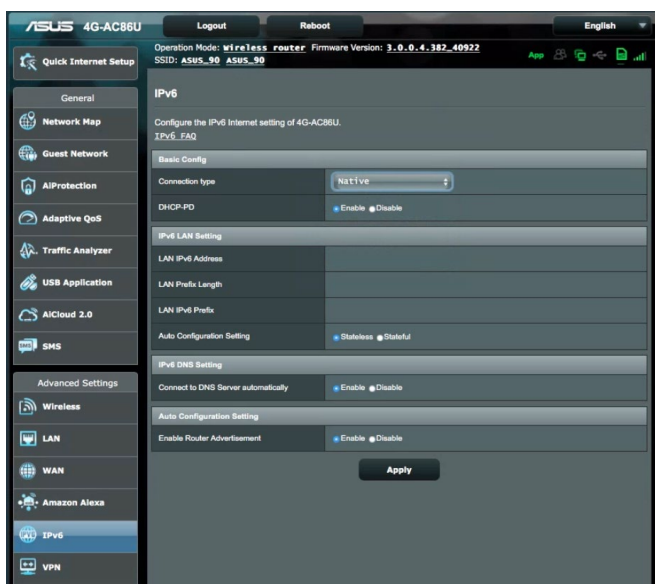 ASUS 4G-AC86U Logout Reboot English
Operation Mode: Wireless router Firmware Version: 3.0.0.4.382_40922
SSID: ASUS_90 ASUS_90
App
Quick Internet Setup
General
Network Map
Guest Network
AiProtection
Adaptive QoS
Traffic Analyzer
USB Application
AiCloud 2.0
SMS
Advanced Settings
Wireless
LAN
WAN
Amazon Alexa
IPv6
VPN
IPv6
Configure the IPv6 Internet setting of 4G-AC86U.
IPv6 FAQ
Basic Config
Connection type Native
DHCP-PD Enable Disable
IPv6 LAN Setting
LAN IPv6 Address
LAN Prefix Length
LAN IPv6 Prefix
Auto Configuration Setting Stateless Stateful
IPv6 DNS Setting
Connect to DNS Server automatically Enable Disable
Auto Configuration Setting
Enable Router Advertisement Enable Disable
Apply